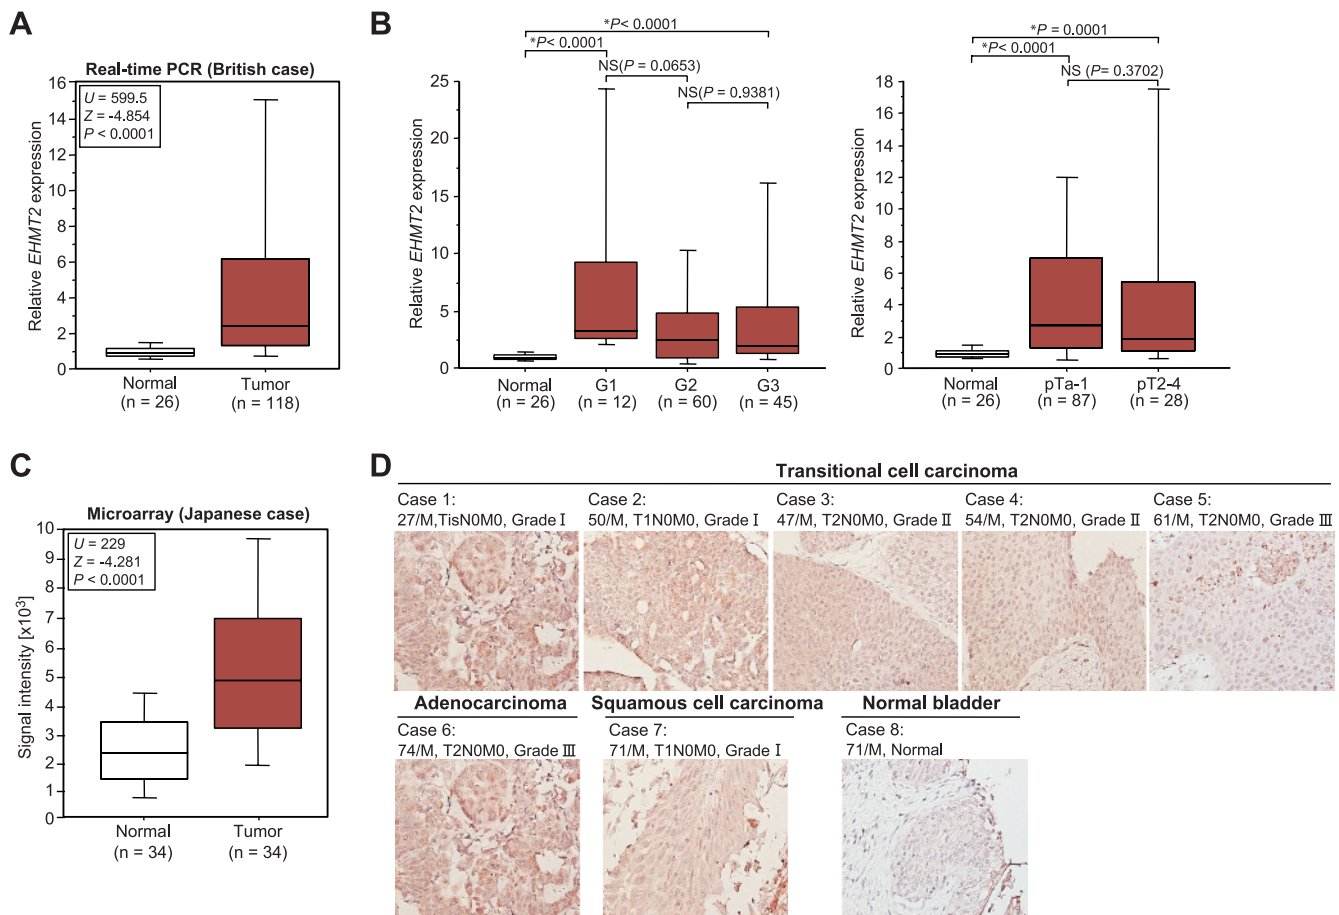 A
Real-time PCR (British case)
U = 599.5
Z = -4.854
P < 0.0001
Relative EHMT2 expression
16
14
12
10
8
6
4
2
0
Normal
(n = 26)
Tumor
(n = 118)
B
*P< 0.0001
*P< 0.0001
NS(P = 0.0653)
NS(P = 0.9381)
Relative EHMT2 expression
25
20
15
10
5
0
Normal
(n = 26)
G1
(n = 12)
G2
(n = 60)
G3
(n = 45)
*P = 0.0001
*P< 0.0001
NS (P= 0.3702)
Relative EHMT2 expression
18
16
14
12
10
8
6
4
2
0
Normal
(n = 26)
pTa-1
(n = 87)
pT2-4
(n = 28)
C
Microarray (Japanese case)
U = 229
Z = -4.281
P < 0.0001
Signal intensity [x10³]
10
9
8
7
6
5
4
3
2
1
0
Normal
(n = 34)
Tumor
(n = 34)
D
Transitional cell carcinoma
Case 1:
27/M,TisN0M0, Grade Ⅰ
Case 2:
50/M, T1N0M0, Grade Ⅰ
Case 3:
47/M, T2N0M0, Grade Ⅱ
Case 4:
54/M, T2N0M0, Grade Ⅱ
Case 5:
61/M, T2N0M0, Grade Ⅲ
Adenocarcinoma
Case 6:
74/M, T2N0M0, Grade Ⅲ
Squamous cell carcinoma
Case 7:
71/M, T1N0M0, Grade Ⅰ
Normal bladder
Case 8:
71/M, Normal